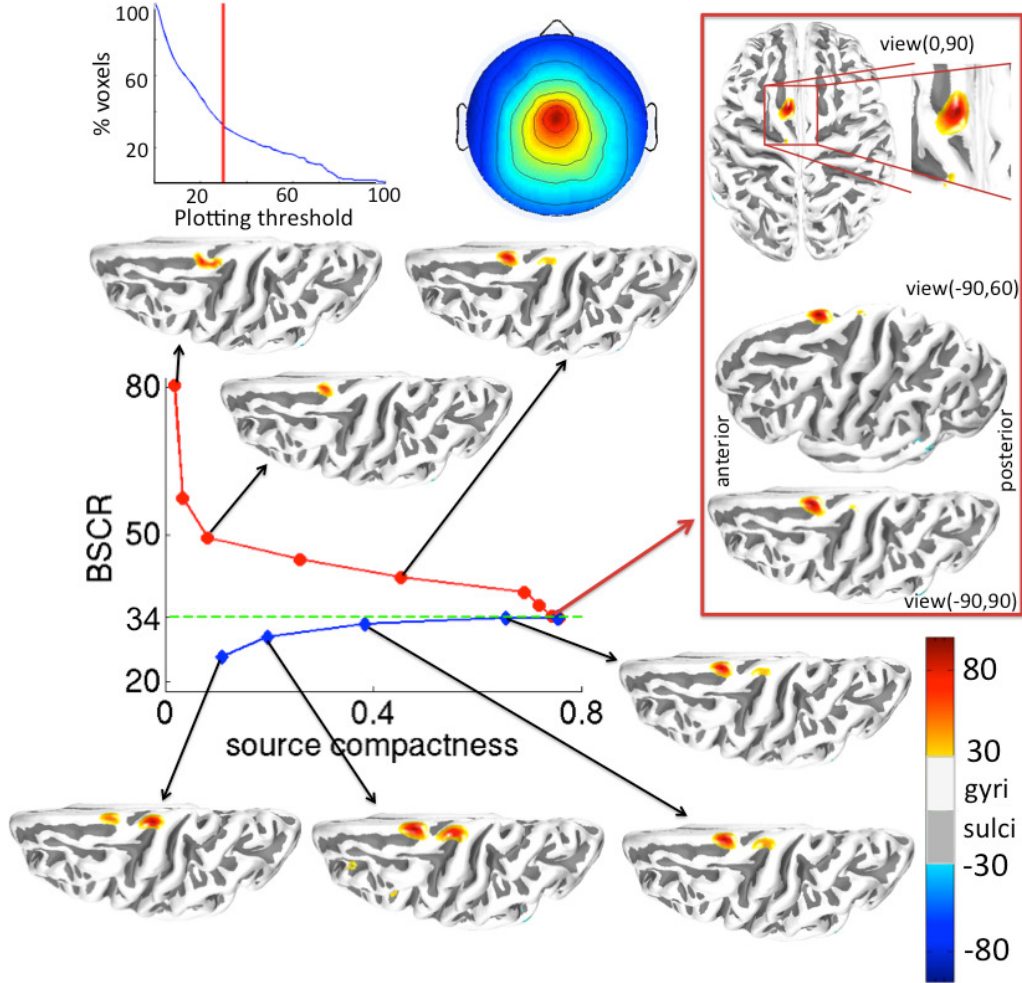 100
60
20
% voxels
20
60
100
Plotting threshold
view(0,90)
view(-90,60)
anterior
posterior
view(-90,90)
80
50
34
20
BSCR
0
0.4
0.8
source compactness
80
30
gyri
sulci
-30
-80